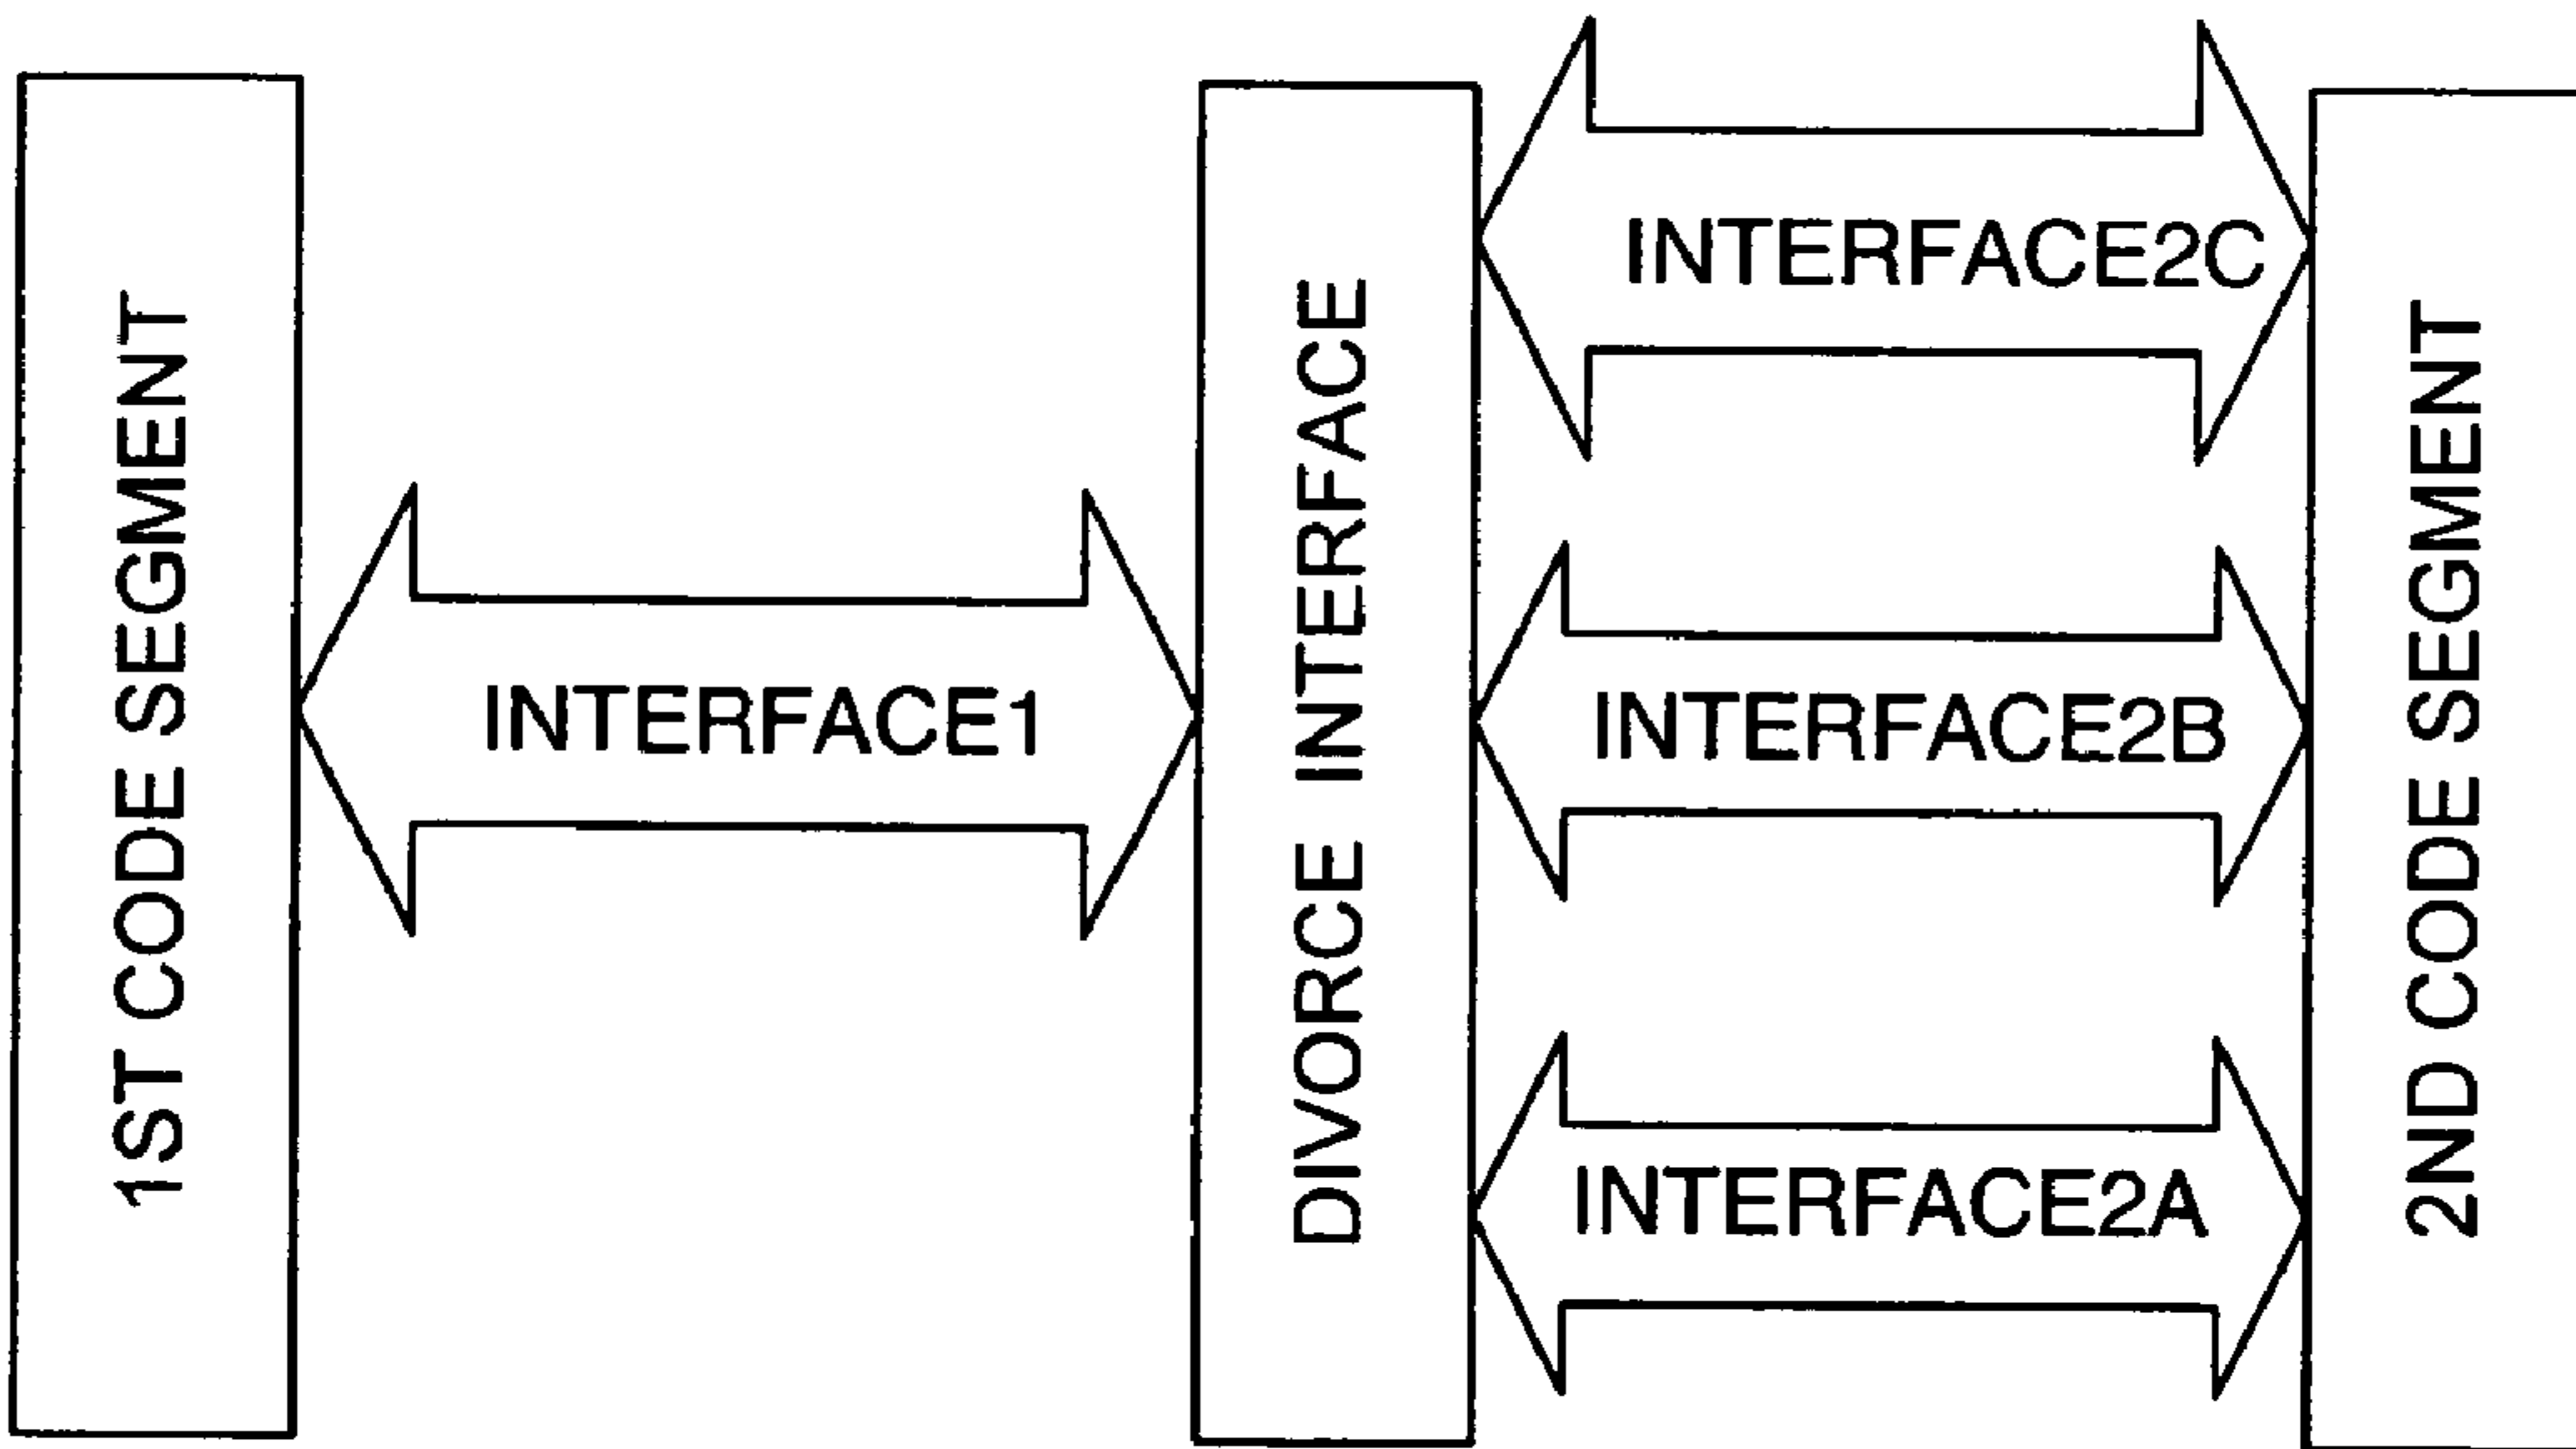 1ST CODE SEGMENT
INTERFACE1
DIVORCE INTERFACE
INTERFACE2C
INTERFACE2B
INTERFACE2A
2ND CODE SEGMENT